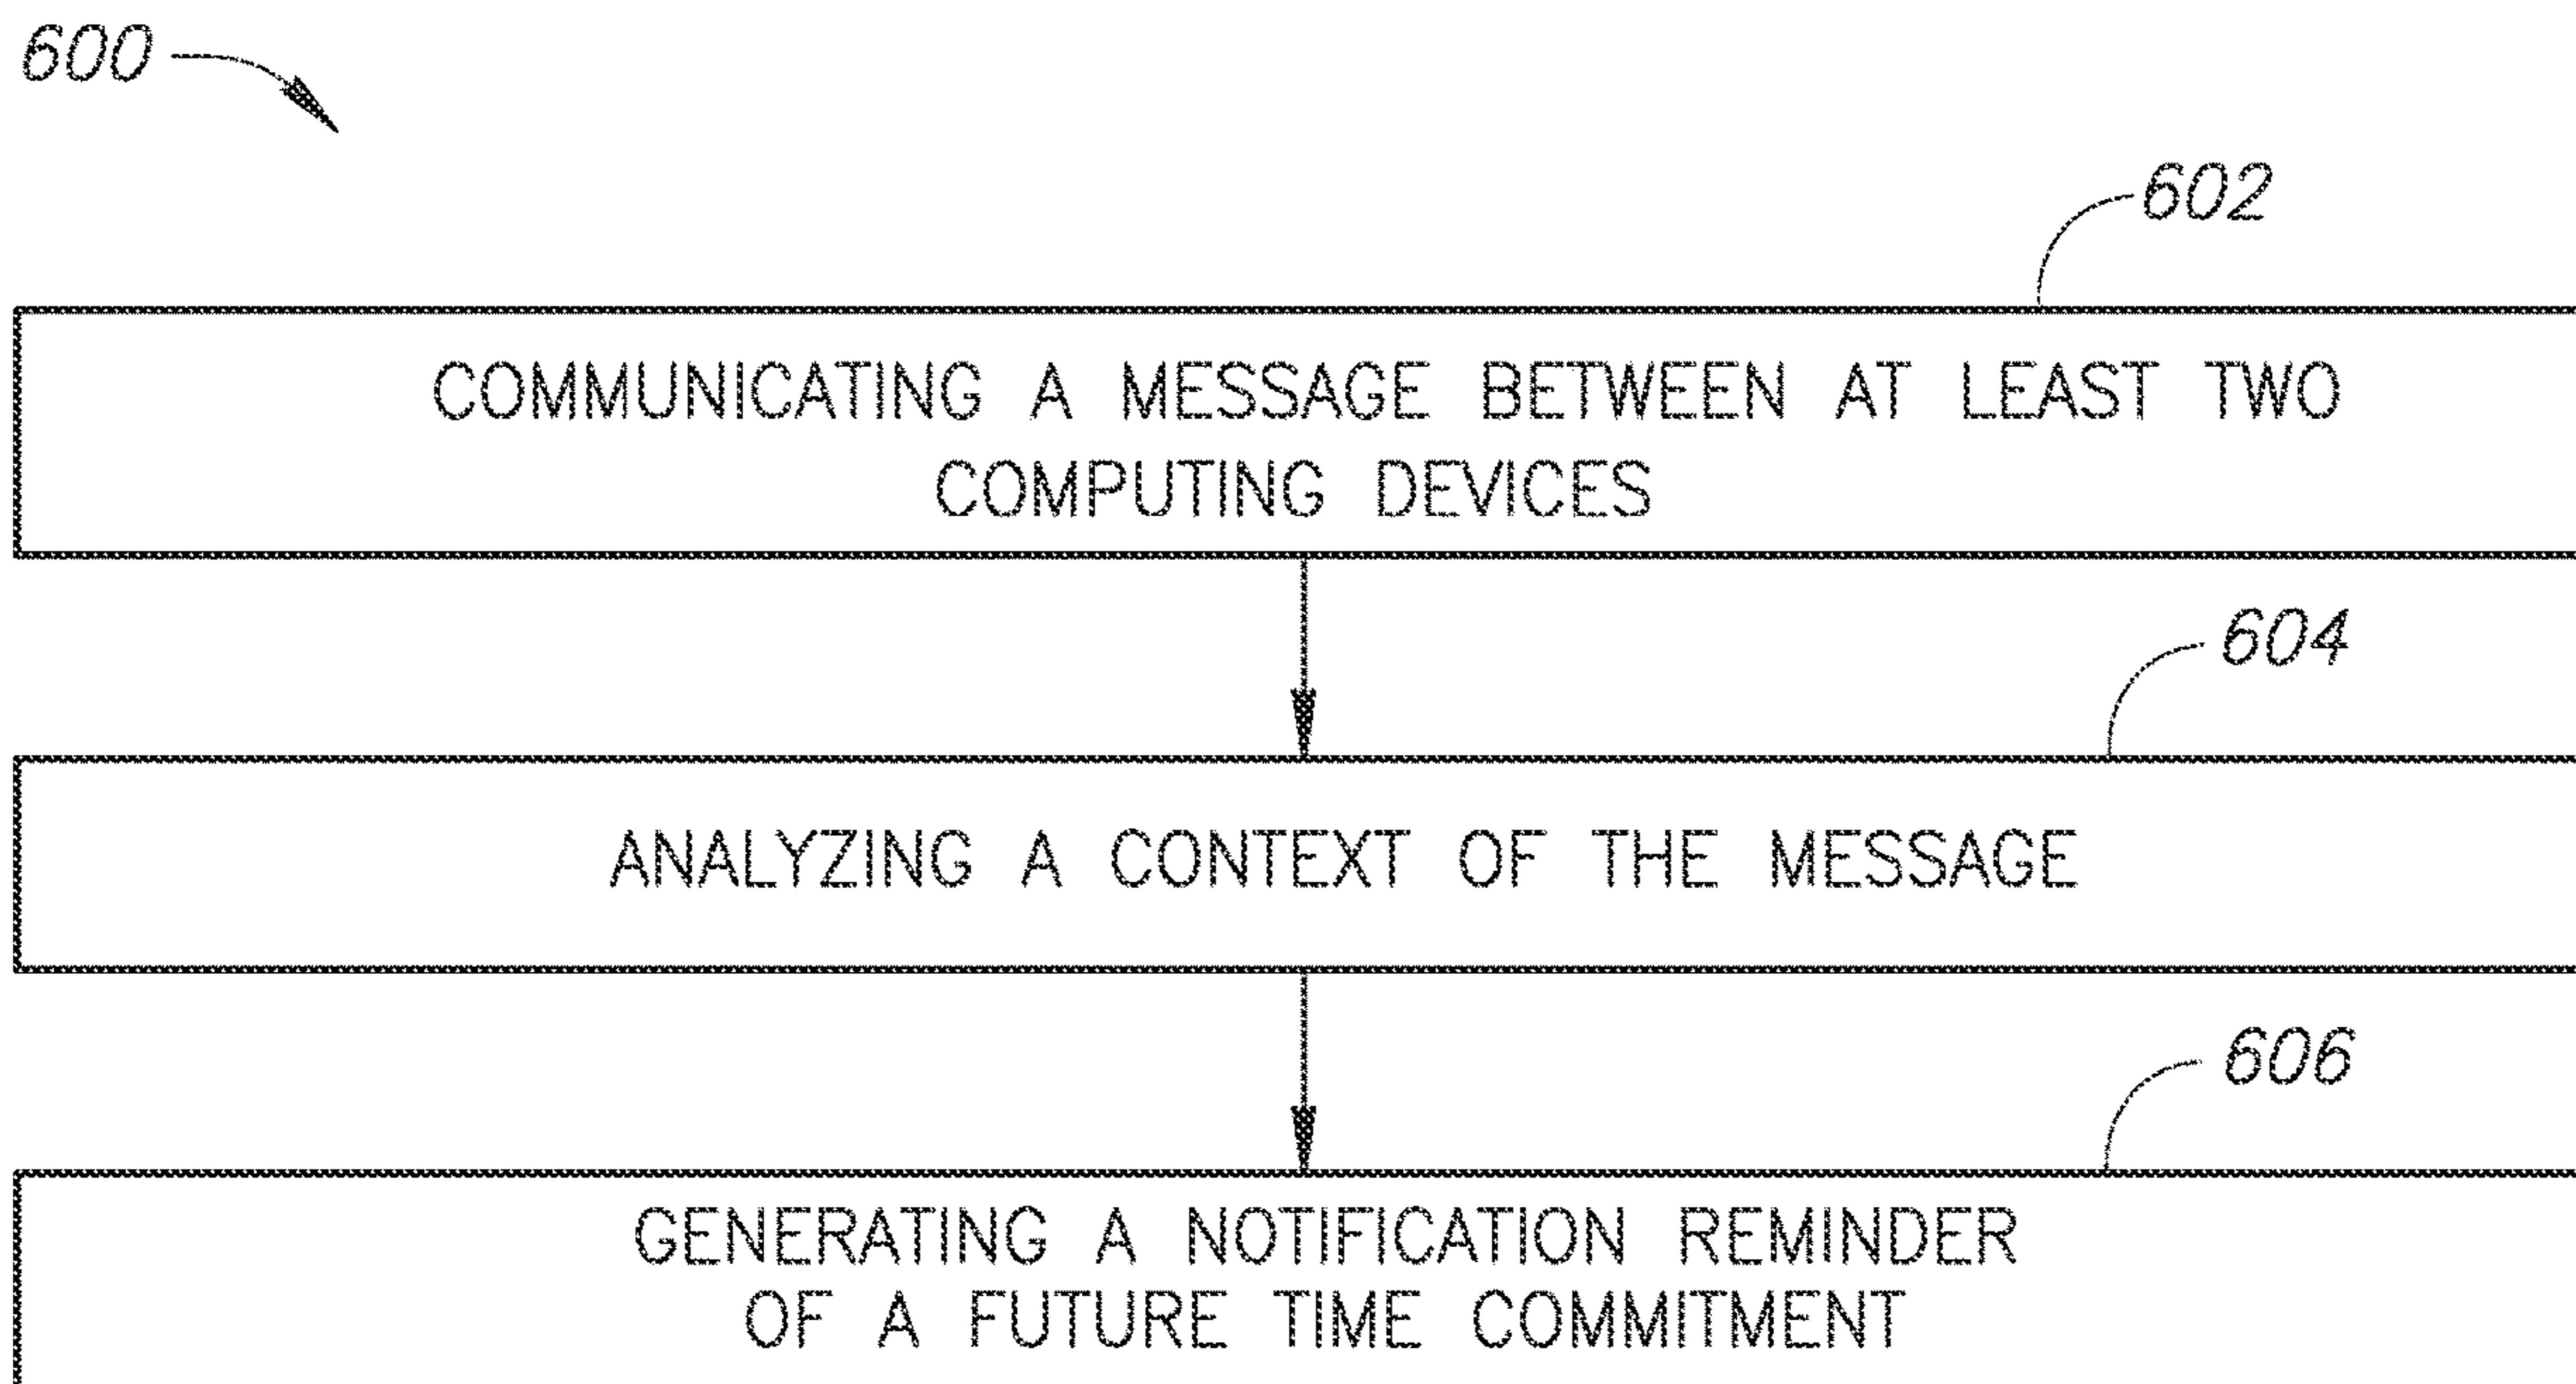 600
602
COMMUNICATING A MESSAGE BETWEEN AT LEAST TWO
COMPUTING DEVICES
604
ANALYZING A CONTEXT OF THE MESSAGE
606
GENERATING A NOTIFICATION REMINDER
OF A FUTURE TIME COMMITMENT